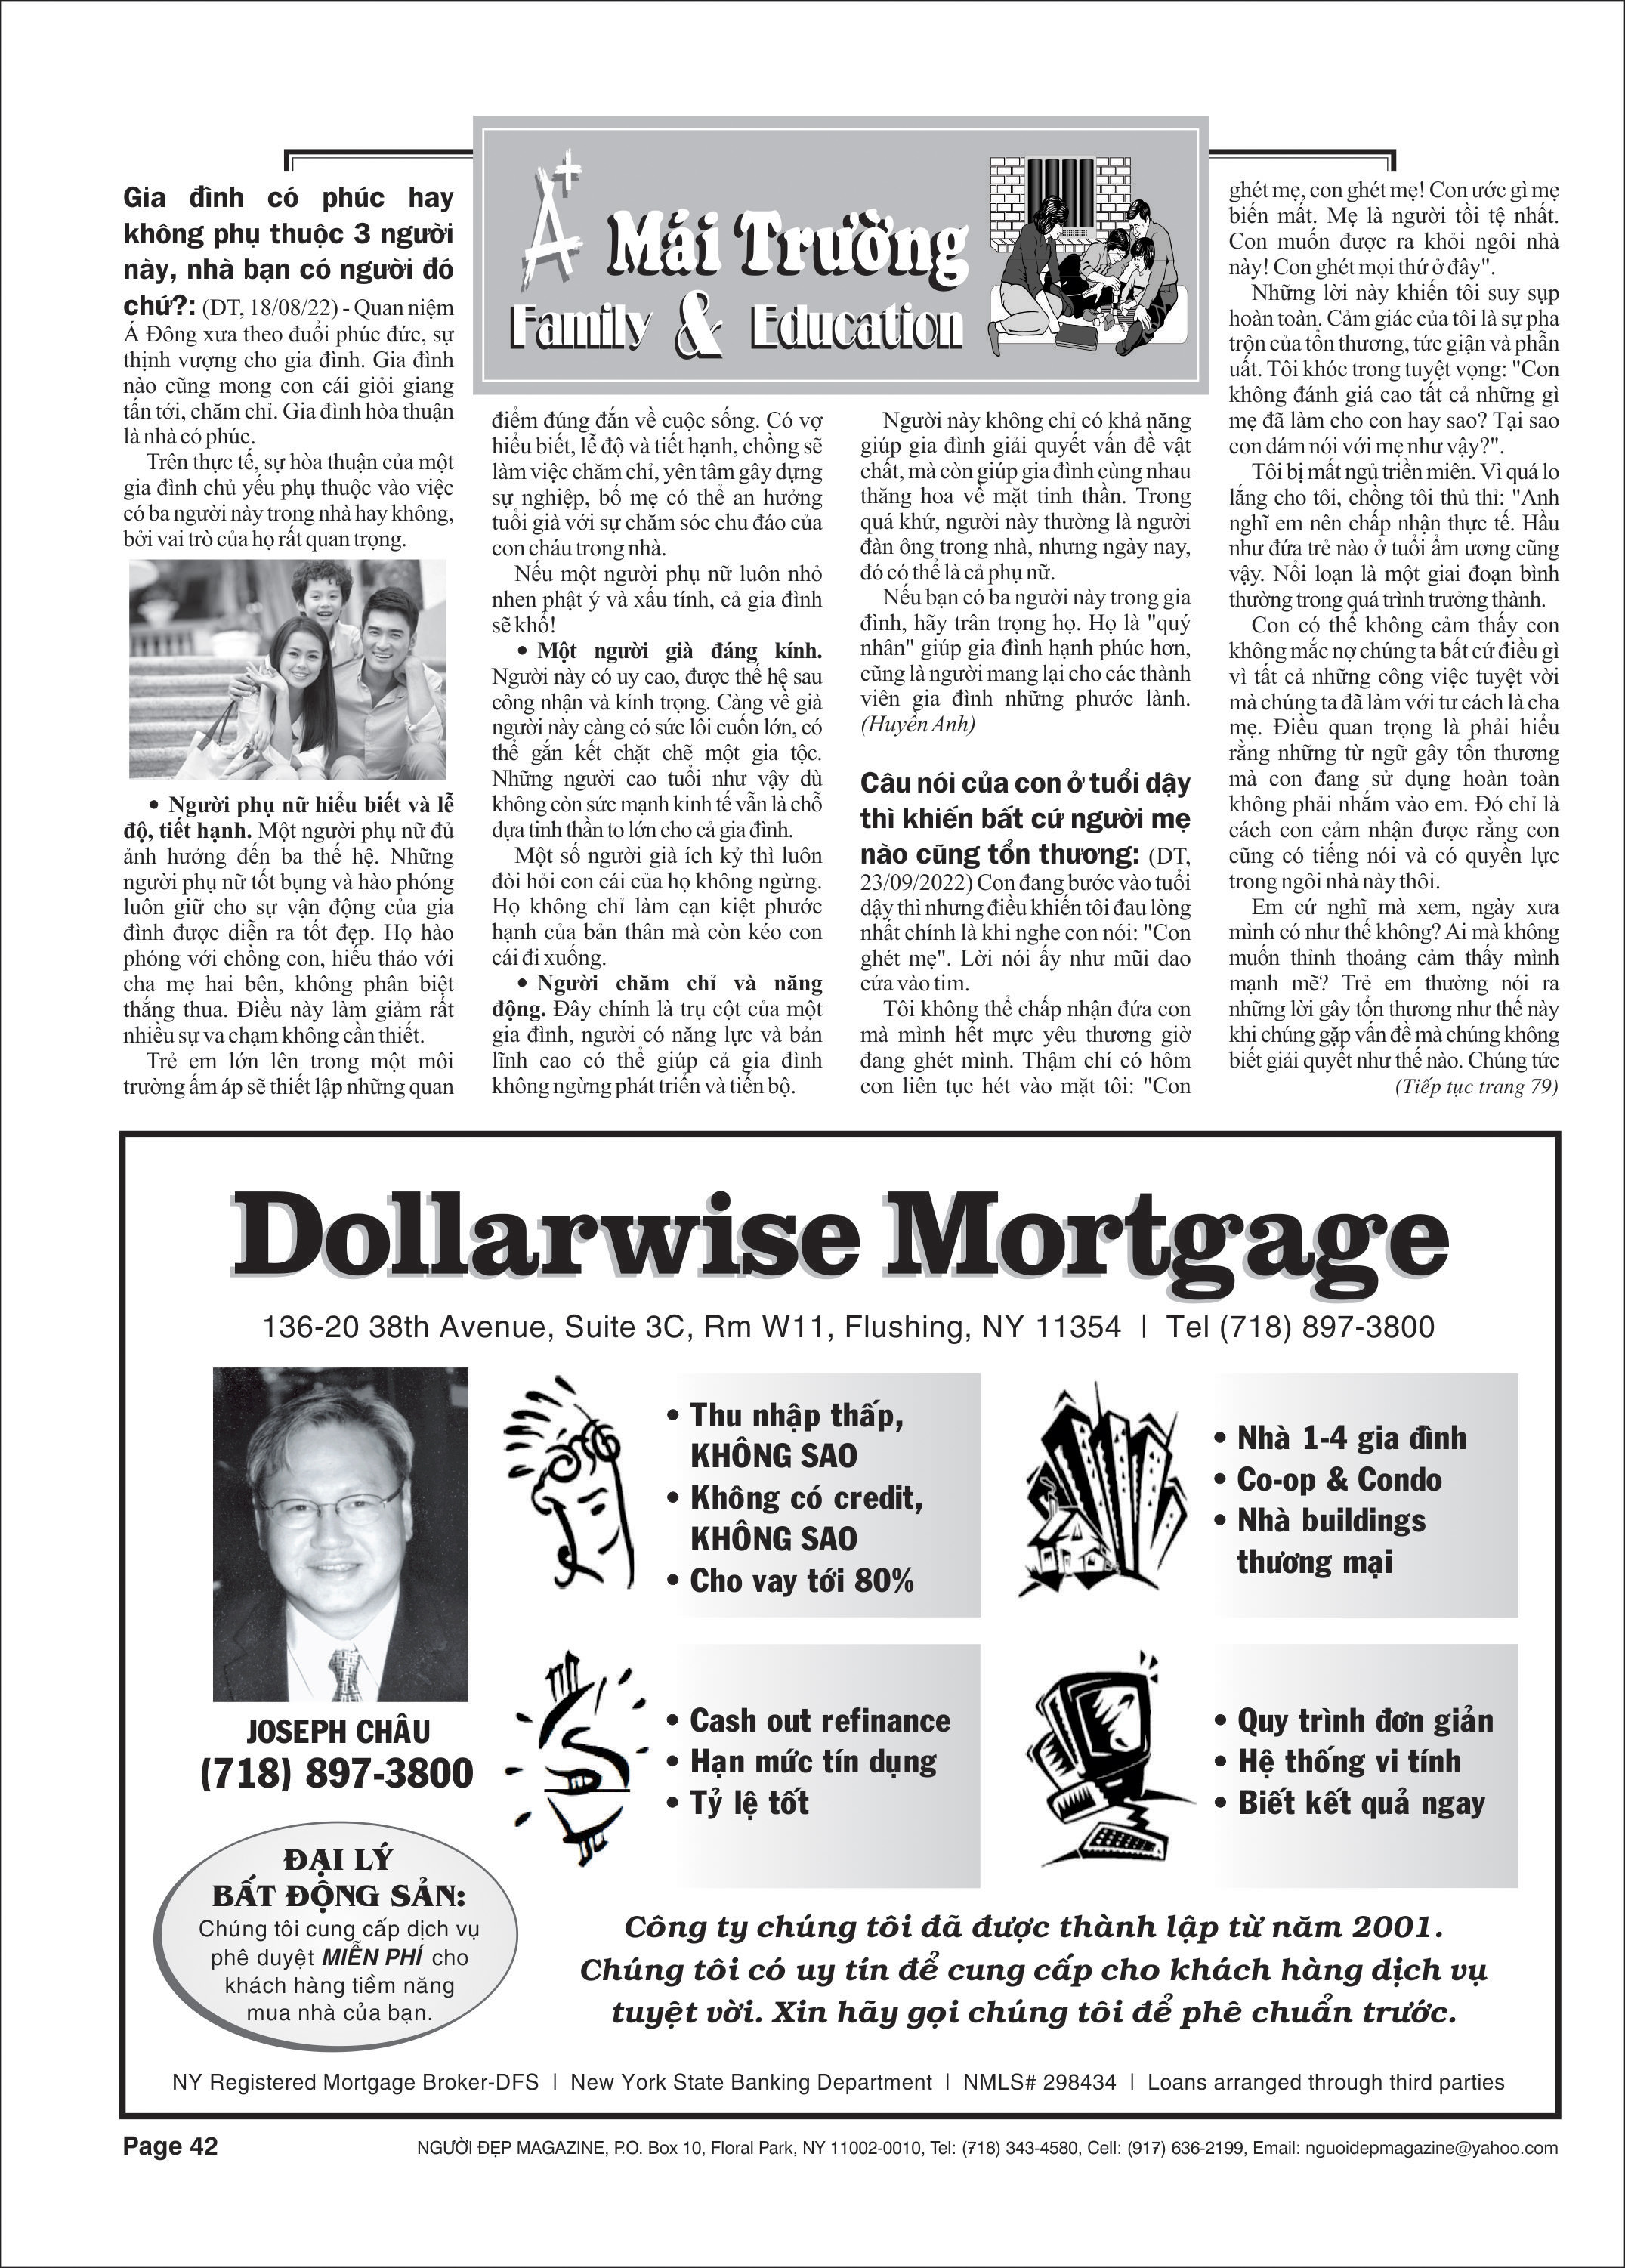 A+ Mái Trường
Family & Education
Gia đình có phúc hay
không phụ thuộc 3 người
này, nhà bạn có người đó
chứ?: (DT, 18/08/22) - Quan niệm
Á Đông xưa theo đuổi phúc đức, sự
thịnh vượng cho gia đình. Gia đình
nào cũng mong con cái giỏi giang
tấn tới, chăm chỉ. Gia đình hòa thuận
là nhà có phúc.
Trên thực tế, sự hòa thuận của một
gia đình chủ yếu phụ thuộc vào việc
có ba người này trong nhà hay không,
bởi vai trò của họ rất quan trọng.
• Người phụ nữ hiểu biết và lễ
độ, tiết hạnh. Một người phụ nữ đủ
ảnh hưởng đến ba thế hệ. Những
người phụ nữ tốt bụng và hào phóng
luôn giữ cho sự vận động của gia
đình được diễn ra tốt đẹp. Họ hào
phóng với chồng con, hiếu thảo với
cha mẹ hai bên, không phân biệt
thắng thua. Điều này làm giảm rất
nhiều sự va chạm không cần thiết.
Trẻ em lớn lên trong một môi
trường ấm áp sẽ thiết lập những quan
điểm đúng đắn về cuộc sống. Có vợ
hiểu biết, lễ độ và tiết hạnh, chồng sẽ
làm việc chăm chỉ, yên tâm gây dựng
sự nghiệp, bố mẹ có thể an hưởng
tuổi già với sự chăm sóc chu đáo của
con cháu trong nhà.
Nếu một người phụ nữ luôn nhỏ
nhen phật ý và xấu tính, cả gia đình
sẽ khổ!
• Một người già đáng kính.
Người này có uy cao, được thế hệ sau
công nhận và kính trọng. Càng về già
người này càng có sức lôi cuốn lớn, có
thể gắn kết chặt chẽ một gia tộc.
Những người cao tuổi như vậy dù
không còn sức mạnh kinh tế vẫn là chỗ
dựa tinh thần to lớn cho cả gia đình.
Một số người già ích kỷ thì luôn
đòi hỏi con cái của họ không ngừng.
Họ không chỉ làm cạn kiệt phước
hạnh của bản thân mà còn kéo con
cái đi xuống.
• Người chăm chỉ và năng
động. Đây chính là trụ cột của một
gia đình, người có năng lực và bản
lĩnh cao có thể giúp cả gia đình
không ngừng phát triển và tiến bộ.
Người này không chỉ có khả năng
giúp gia đình giải quyết vấn đề vật
chất, mà còn giúp gia đình cùng nhau
thăng hoa về mặt tinh thần. Trong
quá khứ, người này thường là người
đàn ông trong nhà, nhưng ngày nay,
đó có thể là cả phụ nữ.
Nếu bạn có ba người này trong gia
đình, hãy trân trọng họ. Họ là "quý
nhân" giúp gia đình hạnh phúc hơn,
cũng là người mang lại cho các thành
viên gia đình những phước lành.
(Huyền Anh)
Câu nói của con ở tuổi dậy
thì khiến bất cứ người mẹ
nào cũng tổn thương: (DT,
23/09/2022) Con đang bước vào tuổi
dậy thì nhưng điều khiến tôi đau lòng
nhất chính là khi nghe con nói: "Con
ghét mẹ". Lời nói ấy như mũi dao
cứa vào tim.
Tôi không thể chấp nhận đứa con
mà mình hết mực yêu thương giờ
đang ghét mình. Thậm chí có hôm
con liên tục hét vào mặt tôi: "Con
ghét mẹ, con ghét mẹ! Con ước gì mẹ
biến mất. Mẹ là người tồi tệ nhất.
Con muốn được ra khỏi ngôi nhà
này! Con ghét mọi thứ ở đây".
Những lời này khiến tôi suy sụp
hoàn toàn. Cảm giác của tôi là sự pha
trộn của tổn thương, tức giận và phẫn
uất. Tôi khóc trong tuyệt vọng: "Con
không đánh giá cao tất cả những gì
mẹ đã làm cho con hay sao? Tại sao
con dám nói với mẹ như vậy?".
Tôi bị mất ngủ triền miên. Vì quá lo
lắng cho tôi, chồng tôi thủ thỉ: "Anh
nghĩ em nên chấp nhận thực tế. Hầu
như đứa trẻ nào ở tuổi ẩm ương cũng
vậy. Nổi loạn là một giai đoạn bình
thường trong quá trình trưởng thành.
Con có thể không cảm thấy con
không mắc nợ chúng ta bất cứ điều gì
vì tất cả những công việc tuyệt vời
mà chúng ta đã làm với tư cách là cha
mẹ. Điều quan trọng là phải hiểu
rằng những từ ngữ gây tổn thương
mà con đang sử dụng hoàn toàn
không phải nhắm vào em. Đó chỉ là
cách con cảm nhận được rằng con
cũng có tiếng nói và có quyền lực
trong ngôi nhà này thôi.
Em cứ nghĩ mà xem, ngày xưa
mình có như thế không? Ai mà không
muốn thỉnh thoảng cảm thấy mình
mạnh mẽ? Trẻ em thường nói ra
những lời gây tổn thương như thế này
khi chúng gặp vấn đề mà chúng không
biết giải quyết như thế nào. Chúng tức
(Tiếp tục trang 79)
Dollarwise Mortgage
136-20 38th Avenue, Suite 3C, Rm W11, Flushing, NY 11354 | Tel (718) 897-3800
JOSEPH CHÂU
(718) 897-3800
• Thu nhập thấp,
KHÔNG SAO
• Không có credit,
KHÔNG SAO
• Cho vay tới 80%
• Nhà 1-4 gia đình
• Co-op & Condo
• Nhà buildings
thương mại
• Cash out refinance
• Hạn mức tín dụng
• Tỷ lệ tốt
• Quy trình đơn giản
• Hệ thống vi tính
• Biết kết quả ngay
ĐẠI LÝ
BẤT ĐỘNG SẢN:
Chúng tôi cung cấp dịch vụ
phê duyệt MIỄN PHÍ cho
khách hàng tiềm năng
mua nhà của bạn.
Công ty chúng tôi đã được thành lập từ năm 2001.
Chúng tôi có uy tín để cung cấp cho khách hàng dịch vụ
tuyệt vời. Xin hãy gọi chúng tôi để phê chuẩn trước.
NY Registered Mortgage Broker-DFS | New York State Banking Department | NMLS# 298434 | Loans arranged through third parties
Page 42
NGƯỜI ĐẸP MAGAZINE, P.O. Box 10, Floral Park, NY 11002-0010, Tel: (718) 343-4580, Cell: (917) 636-2199, Email: nguoidepmagazine@yahoo.com